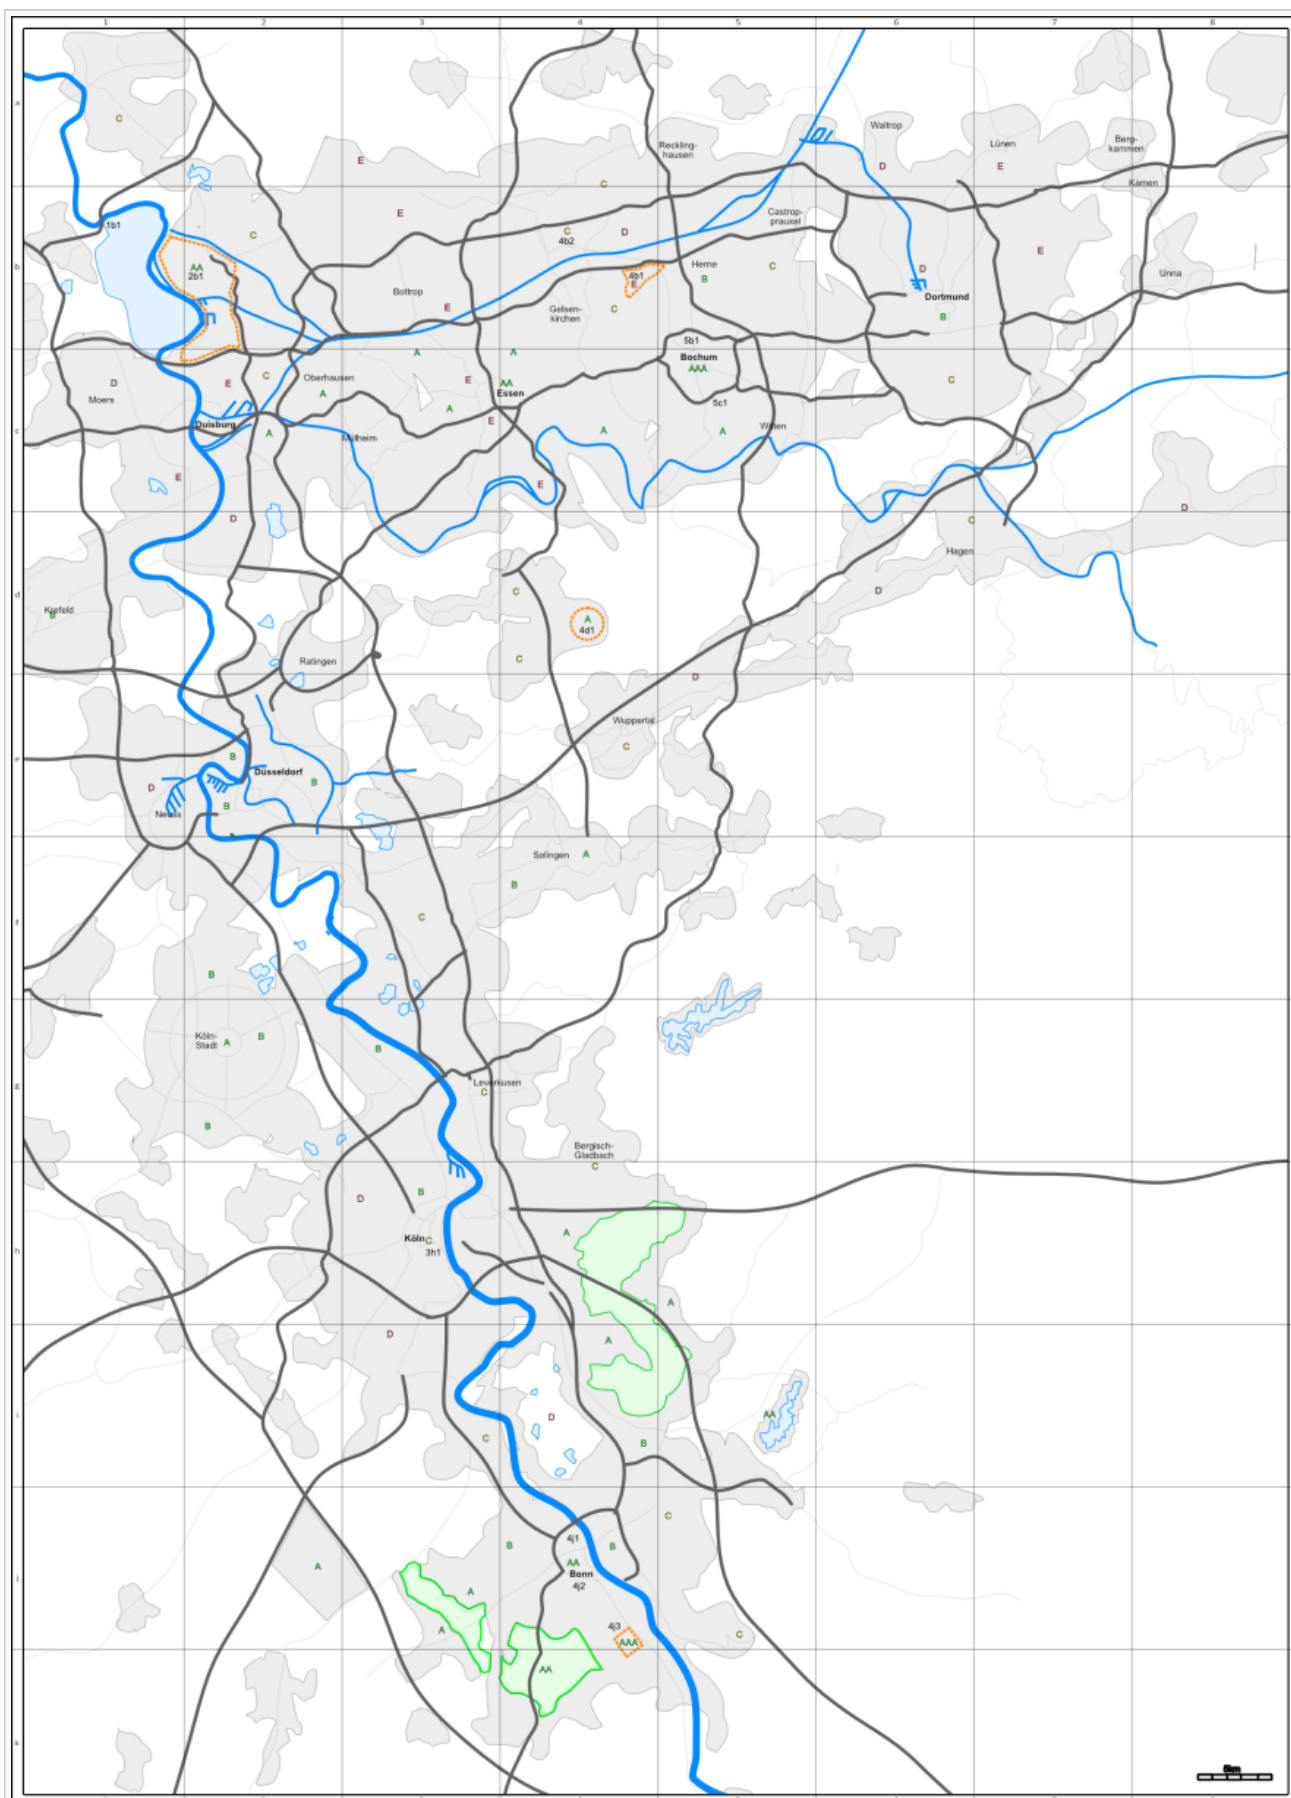 1 2 3 4 5 6 7 8
a
C
Waltrop
D
Reckling-
hausen
Lünen
E
Berg-
kammen
Kamen
E
C
1b1
E
C
4b2
D
Castrop-
prauxel
C
b
AA
2b1
Bottrop
E
4b1
E
Herne
B
C
E
D
Dortmund
Unna
Gelsen-
kirchen
C
B
5b1
Bochum
AAA
A
A
D
Moers
E
C
Oberhausen
A
E
AA
Essen
A
5c1
C
c
Duisburg
A
Mülheim
E
A
A
Witten
E
E
D
D
C
Hagen
d
Krefeld
B
C
A
4d1
D
C
Ratingen
D
Wuppertal
C
e
B
Düsseldorf
D
B
B
Neuss
Solingen
A
B
f
C
B
Köln-
Stadt
A
B
B
g
Leverkusen
C
B
Bergisch-
Gladbach
C
D
B
h
Köln
C
3h1
A
A
D
A
i
D
AA
C
B
C
4j1
B
B
AA
Bonn
4j2
j
A
A
A
4j3
AAA
C
AA
k
5km